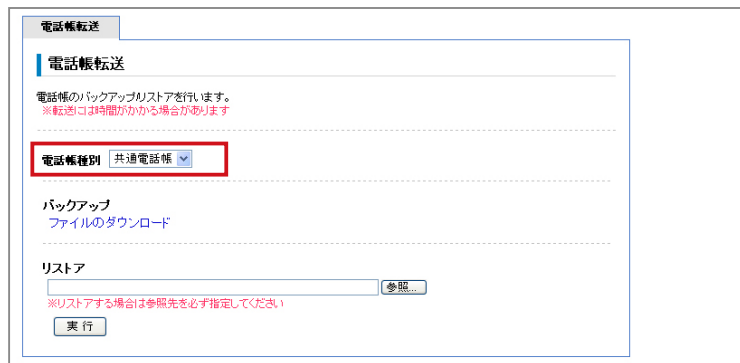 電話帳転送
電話帳転送
電話帳のバックアップ/リストアを行います。
※転送には時間がかかる場合があります
電話帳種別 共通電話帳
バックアップ
ファイルのダウンロード
リストア
参照...
※リストアする場合は参照先を必ず指定してください
実行